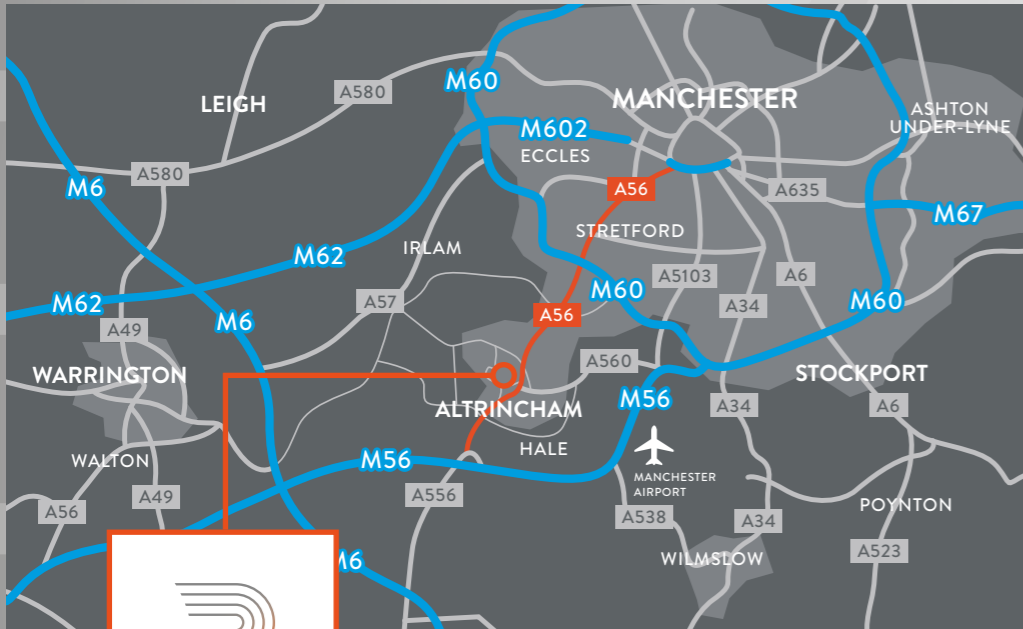 M60
A580
LEIGH
MANCHESTER
ASHTON
UNDER-LYNE
M602
ECCLES
A580
M6
A56
A635
M67
STRETFORD
IRLAM
M62
A5103
A6
M60
M62
A57
A34
M60
A49
M6
A56
A560
WARRINGTON
STOCKPORT
M56
ALTRINCHAM
A34
A6
HALE
WALTON
M56
MANCHESTER
AIRPORT
A49
A556
A56
A538
A34
POYNTON
A523
M6
WILMSLOW